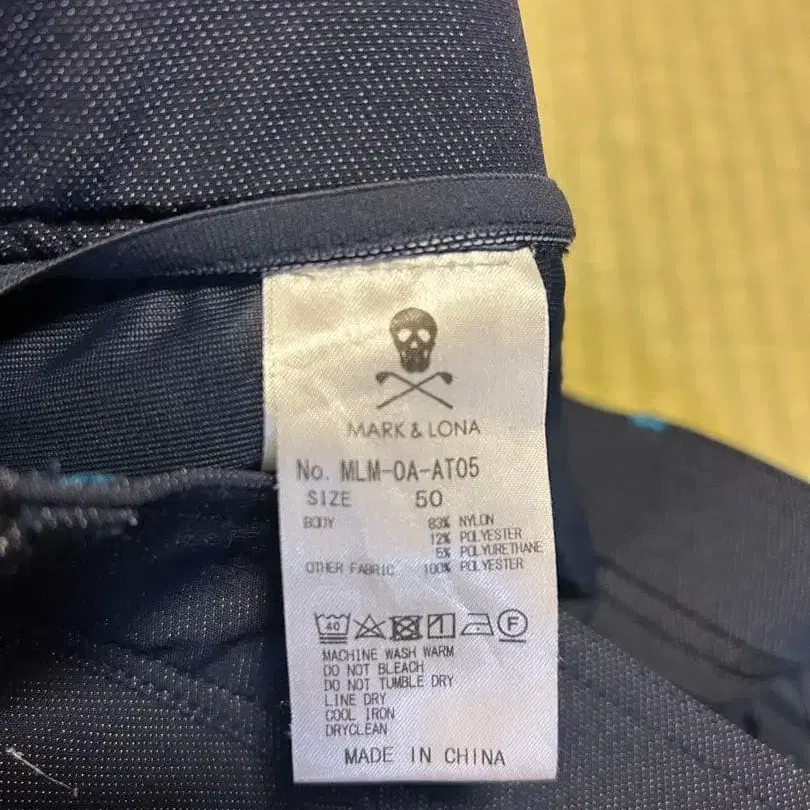 MARK & LONA
No. MLM-OA-AT05
SIZE 50
BODY 83% NYLON
12% POLYESTER
5% POLYURETHANE
OTHER FABRIC 100% POLYESTER
40 F
MACHINE WASH WARM
DO NOT BLEACH
DO NOT TUMBLE DRY
LINE DRY
COOL IRON
DRYCLEAN
MADE IN CHINA